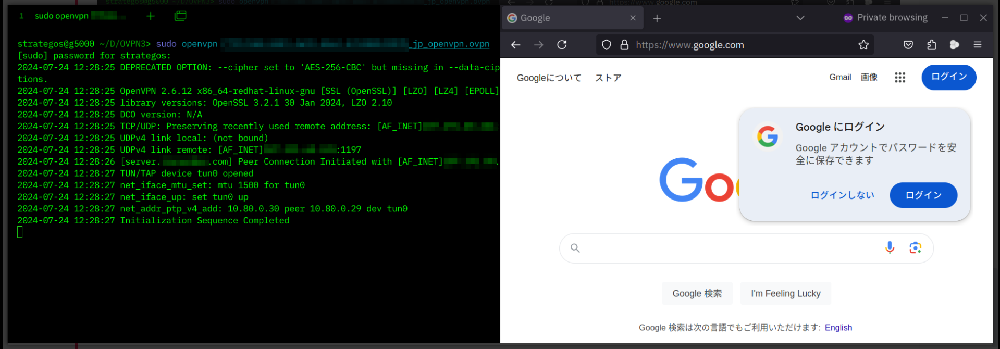 1 sudo openvpn
strategos@g5000 ~/D/OVPN3> sudo openvpn _jp_openvpn.ovpn
[sudo] password for strategos:
2024-07-24 12:28:25 DEPRECATED OPTION: --cipher set to 'AES-256-CBC' but missing in --data-cip
tions.
2024-07-24 12:28:25 OpenVPN 2.6.12 x86_64-redhat-linux-gnu [SSL (OpenSSL)] [LZO] [LZ4] [EPOLL]
2024-07-24 12:28:25 library versions: OpenSSL 3.2.1 30 Jan 2024, LZO 2.10
2024-07-24 12:28:25 DCO version: N/A
2024-07-24 12:28:25 TCP/UDP: Preserving recently used remote address: [AF_INET]
2024-07-24 12:28:25 UDPv4 link local: (not bound)
2024-07-24 12:28:25 UDPv4 link remote: [AF_INET] :1197
2024-07-24 12:28:26 [server. .com] Peer Connection Initiated with [AF_INET]
2024-07-24 12:28:27 TUN/TAP device tun0 opened
2024-07-24 12:28:27 net_iface_mtu_set: mtu 1500 for tun0
2024-07-24 12:28:27 net_iface_up: set tun0 up
2024-07-24 12:28:27 net_addr_ptp_v4_add: 10.80.0.30 peer 10.80.0.29 dev tun0
2024-07-24 12:28:27 Initialization Sequence Completed
Google
Private browsing
https://www.google.com
Googleについて ストア
Gmail 画像 ログイン
Google にログイン
Google アカウントでパスワードを安
全に保存できます
ログインしない ログイン
Goo
Google 検索 I'm Feeling Lucky
Google 検索は次の言語でもご利用いただけます: English